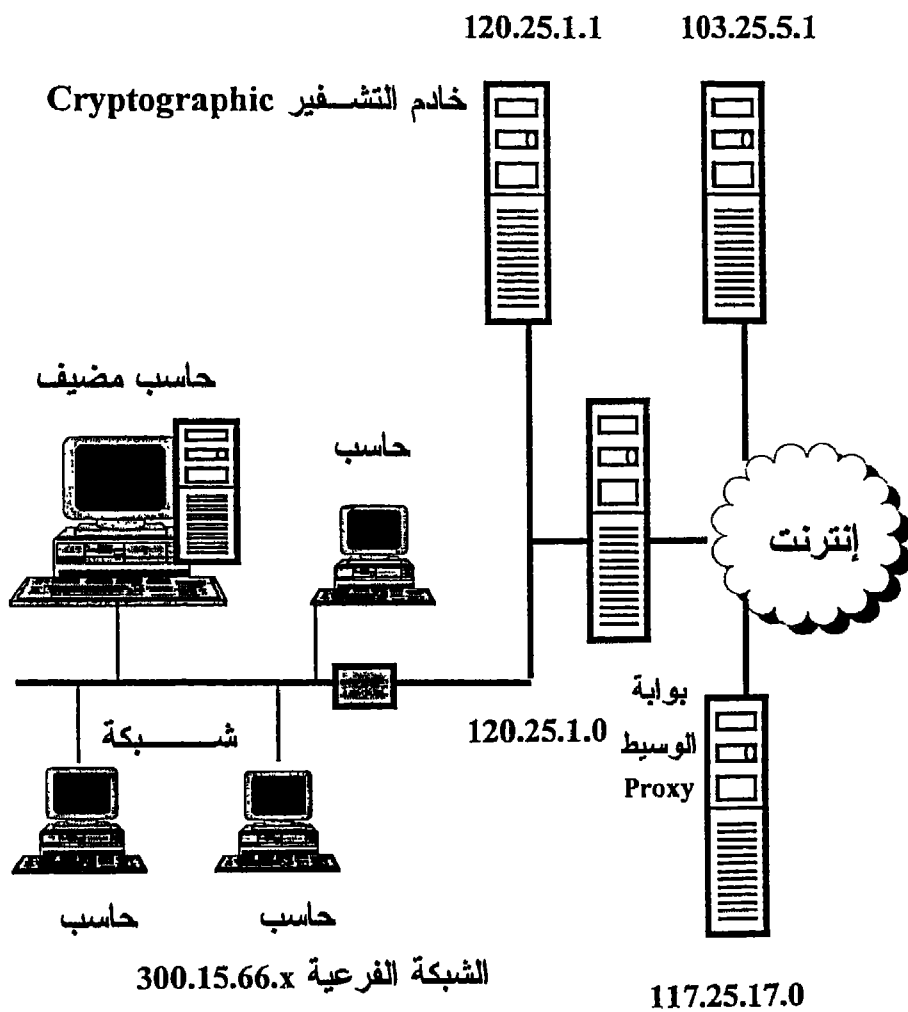 120.25.1.1
103.25.5.1
خادم التشفير Cryptographic
حاسب مضيف
حاسب
إنترنت
بوابة
الوسيط
Proxy
120.25.1.0
شبكة
حاسب
حاسب
الشبكة الفرعية 300.15.66.x
117.25.17.0